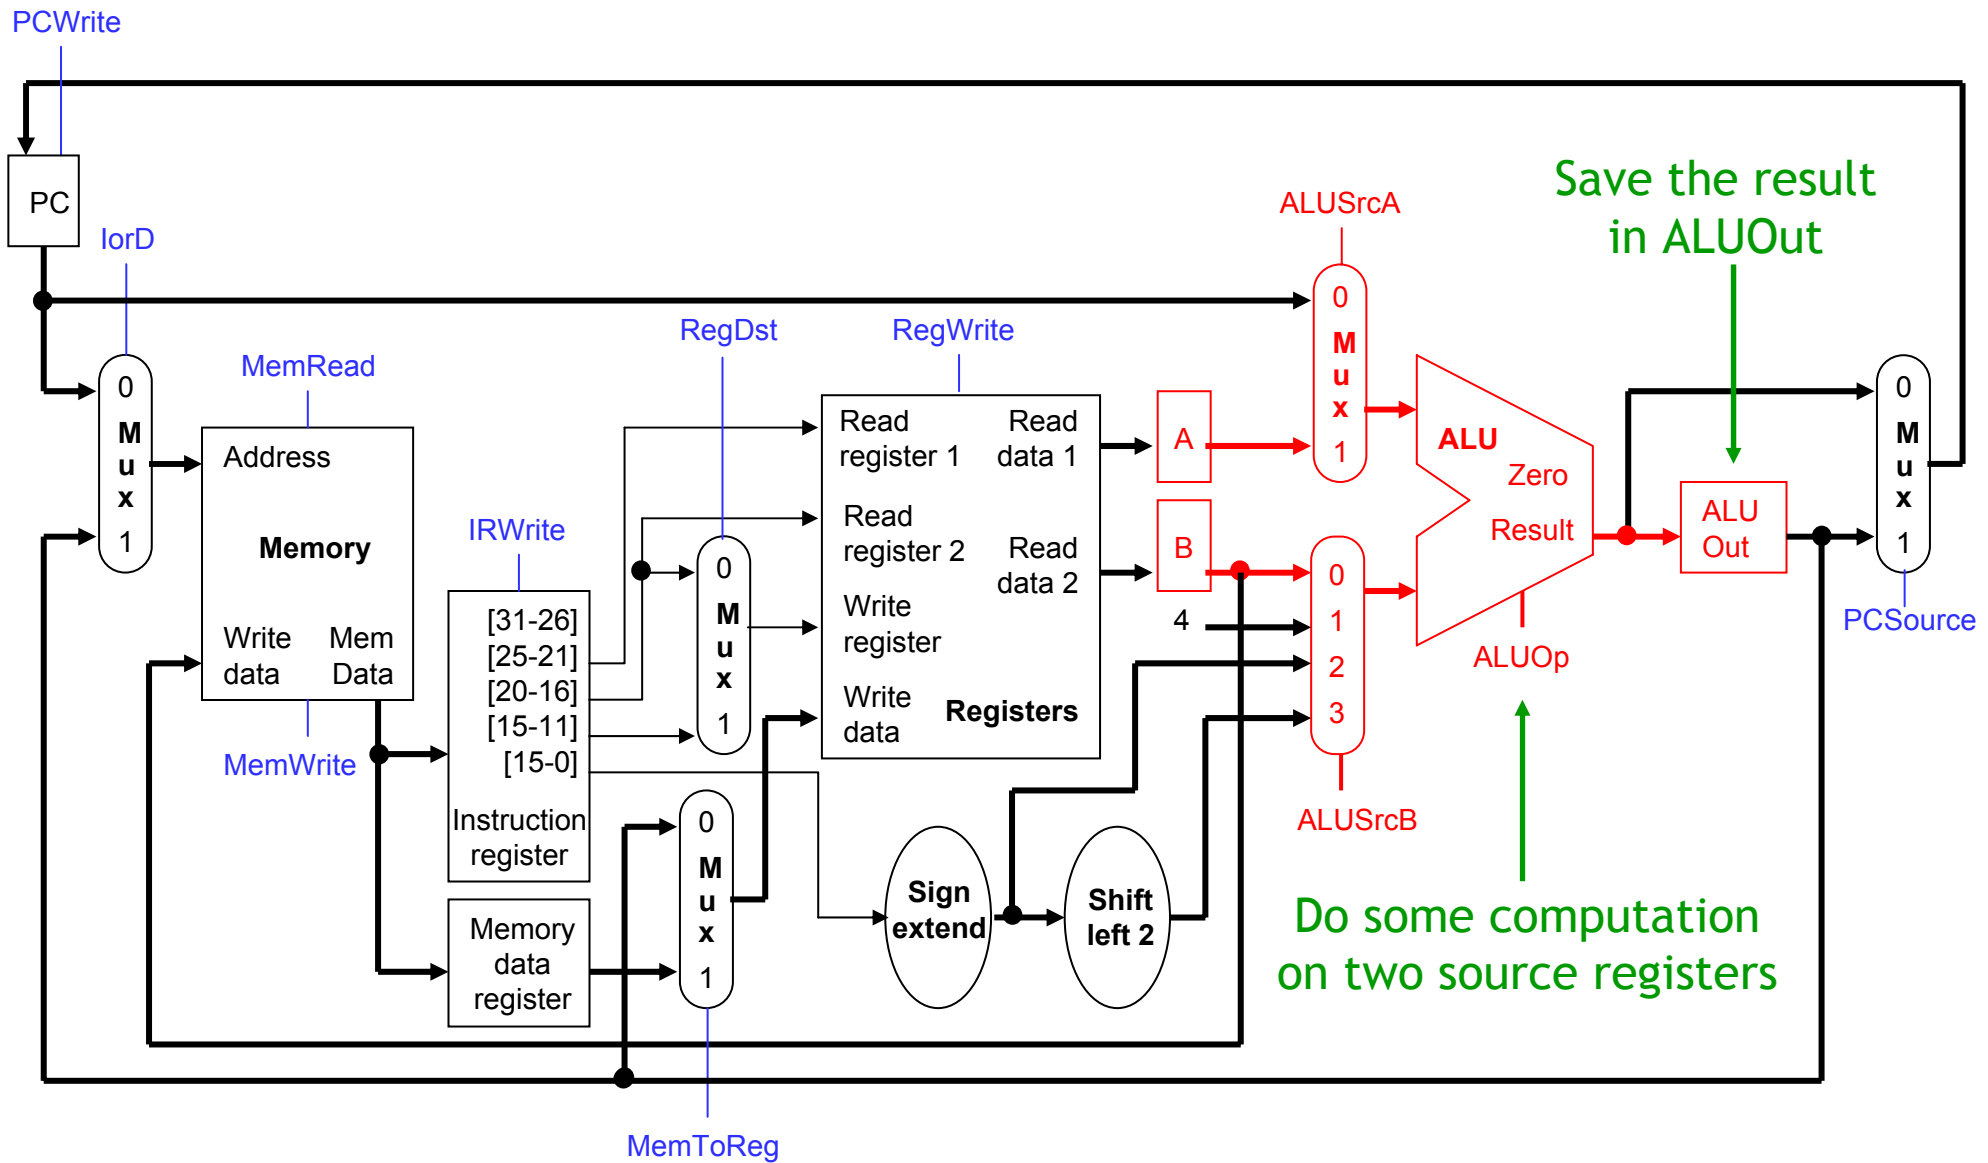 PCWrite
PC
IorD
0
M
u
x
1
MemRead
Address
Memory
Write
data
Mem
Data
MemWrite
IRWrite
[31-26]
[25-21]
[20-16]
[15-11]
[15-0]
Instruction
register
Memory
data
register
RegDst
0
M
u
x
1
0
M
u
x
1
MemToReg
RegWrite
Read
register 1
Read
data 1
Read
register 2
Read
data 2
Write
register
Write
data
Registers
Sign
extend
Shift
left 2
A
B
4
ALUSrcA
0
M
u
x
1
0
1
2
3
ALUSrcB
ALU
Zero
Result
ALUOp
Do some computation
on two source registers
Save the result
in ALUOut
ALU
Out
0
M
u
x
1
PCSource